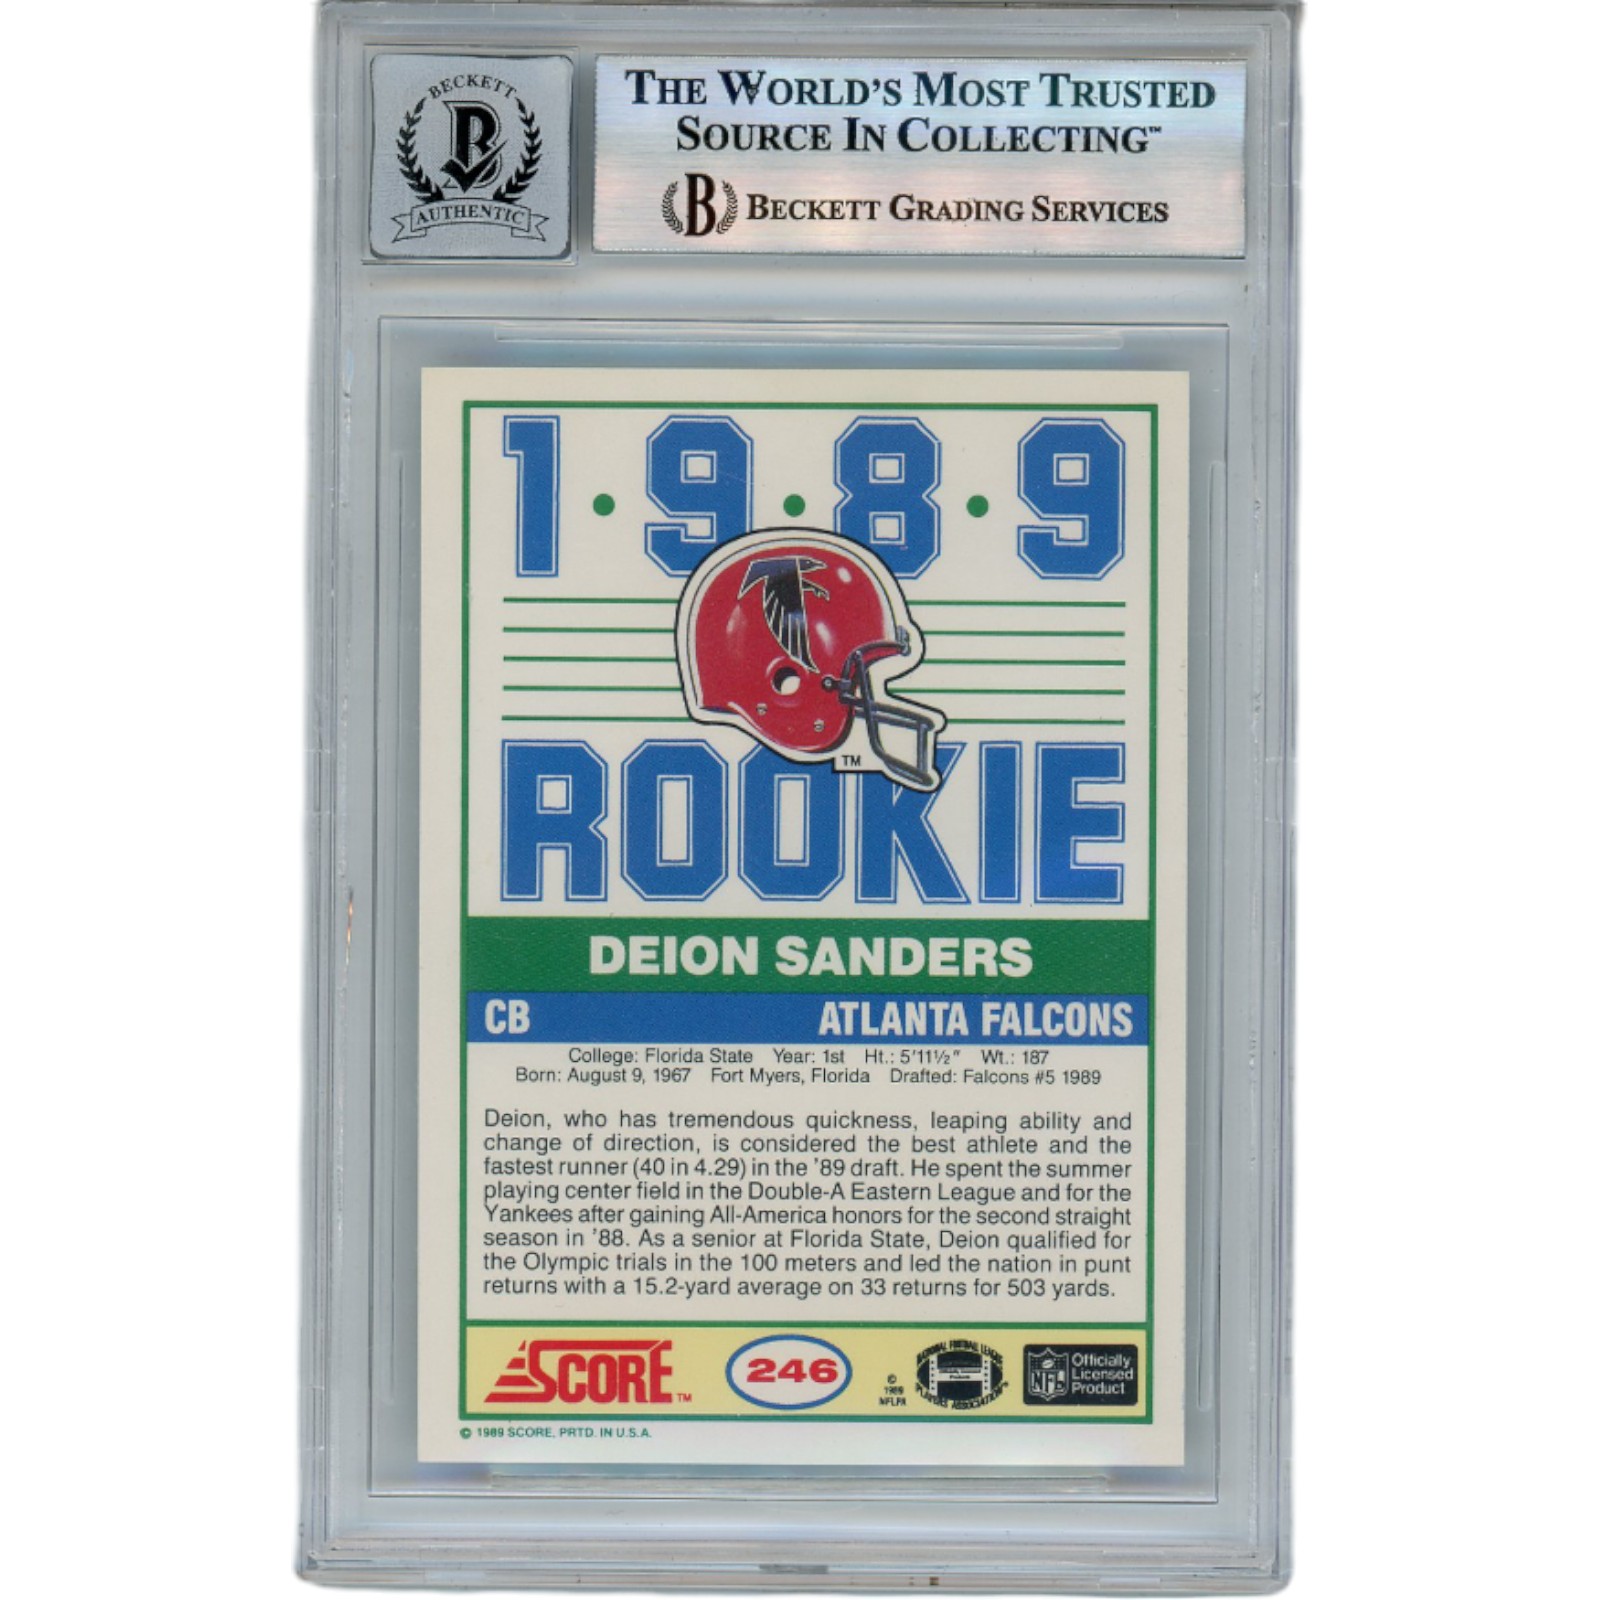 BECKETT
B
AUTHENTIC
THE WORLD'S MOST TRUSTED
SOURCE IN COLLECTING™
B BECKETT GRADING SERVICES
1•9•8•9
TM
ROOKIE
DEION SANDERS
CB ATLANTA FALCONS
College: Florida State Year: 1st Ht.: 5'11½" Wt.: 187
Born: August 9, 1967 Fort Myers, Florida Drafted: Falcons #5 1989
Deion, who has tremendous quickness, leaping ability and
change of direction, is considered the best athlete and the
fastest runner (40 in 4.29) in the '89 draft. He spent the summer
playing center field in the Double-A Eastern League and for the
Yankees after gaining All-America honors for the second straight
season in '88. As a senior at Florida State, Deion qualified for
the Olympic trials in the 100 meters and led the nation in punt
returns with a 15.2-yard average on 33 returns for 503 yards.
SCORE™
246
©
1989
NFLPA
NATIONAL FOOTBALL LEAGUE
PLAYERS ASSOCIATION
NFL
Officially
Licensed
Product
© 1989 SCORE, PRTD. IN U.S.A.